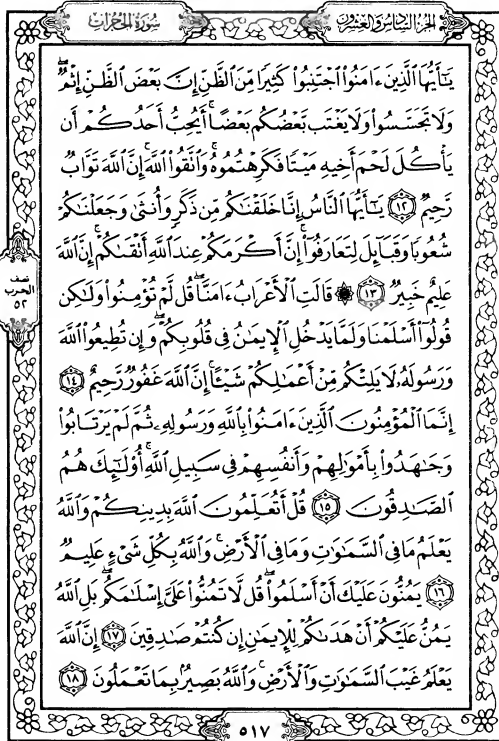 الجزء السادس والعشرون
سورة الحجرات
يَٰٓأَيُّهَا ٱلَّذِينَ ءَامَنُوا۟ ٱجْتَنِبُوا۟ كَثِيرًا مِّنَ ٱلظَّنِّ إِنَّ بَعْضَ ٱلظَّنِّ إِثْمٌ ۖ
وَلَا تَجَسَّسُوا۟ وَلَا يَغْتَب بَّعْضُكُم بَعْضًا ۚ أَيُحِبُّ أَحَدُكُمْ أَن
يَأْكُلَ لَحْمَ أَخِيهِ مَيْتًا فَكَرِهْتُمُوهُ ۚ وَٱتَّقُوا۟ ٱللَّهَ ۚ إِنَّ ٱللَّهَ تَوَّابٌ
رَّحِيمٌ ١٢ يَٰٓأَيُّهَا ٱلنَّاسُ إِنَّا خَلَقْنَٰكُم مِّن ذَكَرٍ وَأُنثَىٰ وَجَعَلْنَٰكُمْ
شُعُوبًا وَقَبَآئِلَ لِتَعَارَفُوٓا۟ ۚ إِنَّ أَكْرَمَكُمْ عِندَ ٱللَّهِ أَتْقَىٰكُمْ ۚ إِنَّ ٱللَّهَ
عَلِيمٌ خَبِيرٌ ١٣ ۞ قَالَتِ ٱلْأَعْرَابُ ءَامَنَّا ۖ قُل لَّمْ تُؤْمِنُوا۟ وَلَٰكِن
قُولُوٓا۟ أَسْلَمْنَا وَلَمَّا يَدْخُلِ ٱلْإِيمَٰنُ فِى قُلُوبِكُمْ ۖ وَإِن تُطِيعُوا۟ ٱللَّهَ
وَرَسُولَهُۥ لَا يَلِتْكُم مِّنْ أَعْمَٰلِكُمْ شَيْـًٔا ۚ إِنَّ ٱللَّهَ غَفُورٌ رَّحِيمٌ ١٤
إِنَّمَا ٱلْمُؤْمِنُونَ ٱلَّذِينَ ءَامَنُوا۟ بِٱللَّهِ وَرَسُولِهِۦ ثُمَّ لَمْ يَرْتَابُوا۟
وَجَٰهَدُوا۟ بِأَمْوَٰلِهِمْ وَأَنفُسِهِمْ فِى سَبِيلِ ٱللَّهِ ۚ أُو۟لَٰٓئِكَ هُمُ
ٱلصَّٰدِقُونَ ١٥ قُلْ أَتُعَلِّمُونَ ٱللَّهَ بِدِينِكُمْ وَٱللَّهُ
يَعْلَمُ مَا فِى ٱلسَّمَٰوَٰتِ وَمَا فِى ٱلْأَرْضِ ۚ وَٱللَّهُ بِكُلِّ شَىْءٍ عَلِيمٌ
١٦ يَمُنُّونَ عَلَيْكَ أَنْ أَسْلَمُوا۟ ۖ قُل لَّا تَمُنُّوا۟ عَلَىَّ إِسْلَٰمَكُم ۖ بَلِ ٱللَّهُ
يَمُنُّ عَلَيْكُمْ أَنْ هَدَىٰكُمْ لِلْإِيمَٰنِ إِن كُنتُمْ صَٰدِقِينَ ١٧ إِنَّ ٱللَّهَ
يَعْلَمُ غَيْبَ ٱلسَّمَٰوَٰتِ وَٱلْأَرْضِ ۚ وَٱللَّهُ بَصِيرٌۢ بِمَا تَعْمَلُونَ ١٨
نصف
الحزب
٥٢
٥١٧